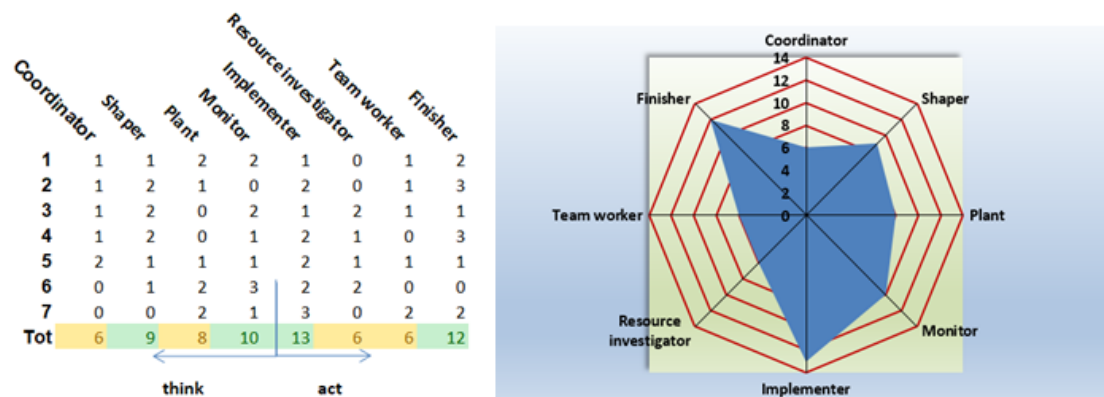 Coordinator Shaper Plant Monitor Implementer Resource investigator Team worker Finisher
1 1 1 2 2 1 0 1 2
2 1 2 1 0 2 0 1 3
3 1 2 0 2 1 2 1 1
4 1 2 0 1 2 1 0 3
5 2 1 1 1 2 1 1 1
6 0 1 2 3 2 2 0 0
7 0 0 2 1 3 0 2 2
Tot 6 9 8 10 13 6 6 12
think act
Coordinator
14
12
Finisher 10 Shaper
8
6
4
2
Team worker 0 Plant
Resource
investigator Monitor
Implementer